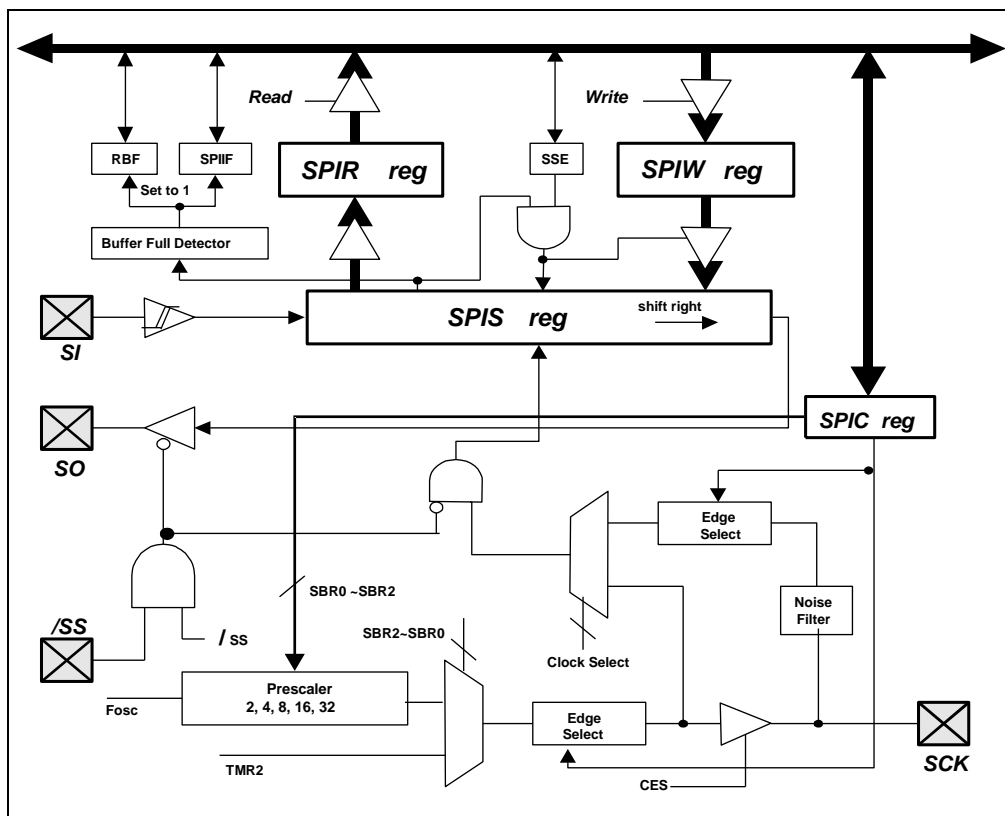 Read
Write
RBF
SPIIF
SSE
SPIR reg
SPIW reg
Set to 1
Buffer Full Detector
SPIS reg
shift right
SI
SPIC reg
SO
Edge
Select
SBR0 ~SBR2
Noise
Filter
/SS
/ SS
SBR2~SBR0
Clock Select
Prescaler
2, 4, 8, 16, 32
Fosc
Edge
Select
TMR2
CES
SCK